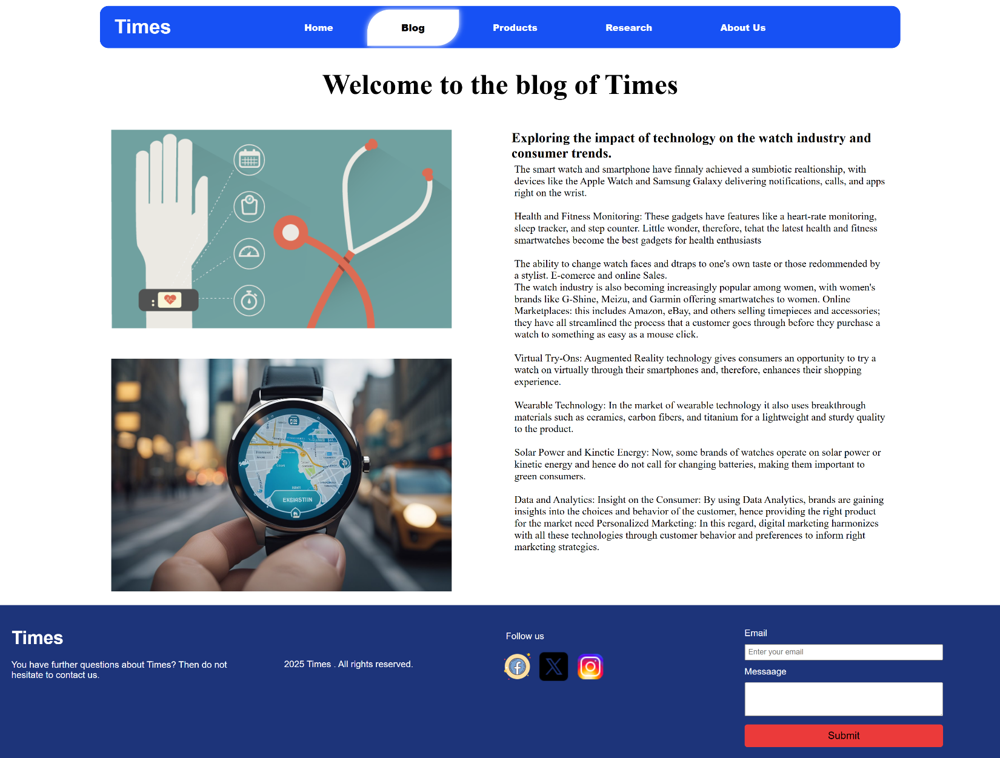 Times
Home
Blog
Products
Research
About Us
Welcome to the blog of Times
Exploring the impact of technology on the watch industry and
consumer trends.
The smart watch and smartphone have finnaly achieved a sumbiotic realtionship, with
devices like the Apple Watch and Samsung Galaxy delivering notifications, calls, and apps
right on the wrist.
Health and Fitness Monitoring: These gadgets have features like a heart-rate monitoring,
sleep tracker, and step counter. Little wonder, therefore, tehat the latest health and fitness
smartwatches become the best gadgets for health enthusiasts
The ability to change watch faces and dtraps to one's own taste or those redommended by
a stylist. E-comerce and online Sales.
The watch industry is also becoming increasingly popular among women, with women's
brands like G-Shine, Meizu, and Garmin offering smartwatches to women. Online
Marketplaces: this includes Amazon, eBay, and others selling timepieces and accessories;
they have all streamlined the process that a customer goes through before they purchase a
watch to something as easy as a mouse click.
Virtual Try-Ons: Augmented Reality technology gives consumers an opportunity to try a
watch on virtually through their smartphones and, therefore, enhances their shopping
experience.
Wearable Technology: In the market of wearable technology it also uses breakthrough
materials such as ceramics, carbon fibers, and titanium for a lightweight and sturdy quality
to the product.
Solar Power and Kinetic Energy: Now, some brands of watches operate on solar power or
kinetic energy and hence do not call for changing batteries, making them important to
green consumers.
Data and Analytics: Insight on the Consumer: By using Data Analytics, brands are gaining
insights into the choices and behavior of the customer, hence providing the right product
for the market need Personalized Marketing: In this regard, digital marketing harmonizes
with all these technologies through customer behavior and preferences to inform right
marketing strategies.
Times
You have further questions about Times? Then do not
hesitate to contact us.
2025 Times . All rights reserved.
Follow us
Email
Enter your email
Messaage
Submit